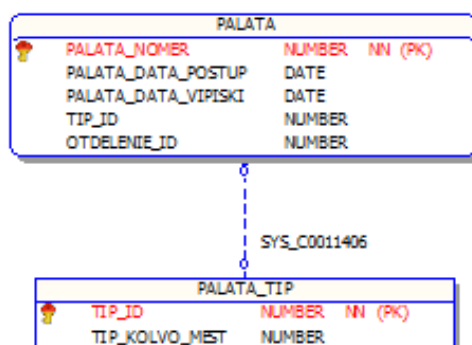 PALATA
PALATA_NOMER NUMBER NN (PK)
PALATA_DATA_POSTUP DATE
PALATA_DATA_VIPISKI DATE
TIP_ID NUMBER
OTDELENIE_ID NUMBER
SYS_C0011406
PALATA_TIP
TIP_ID NUMBER NN (PK)
TIP_KOLVO_MEST NUMBER